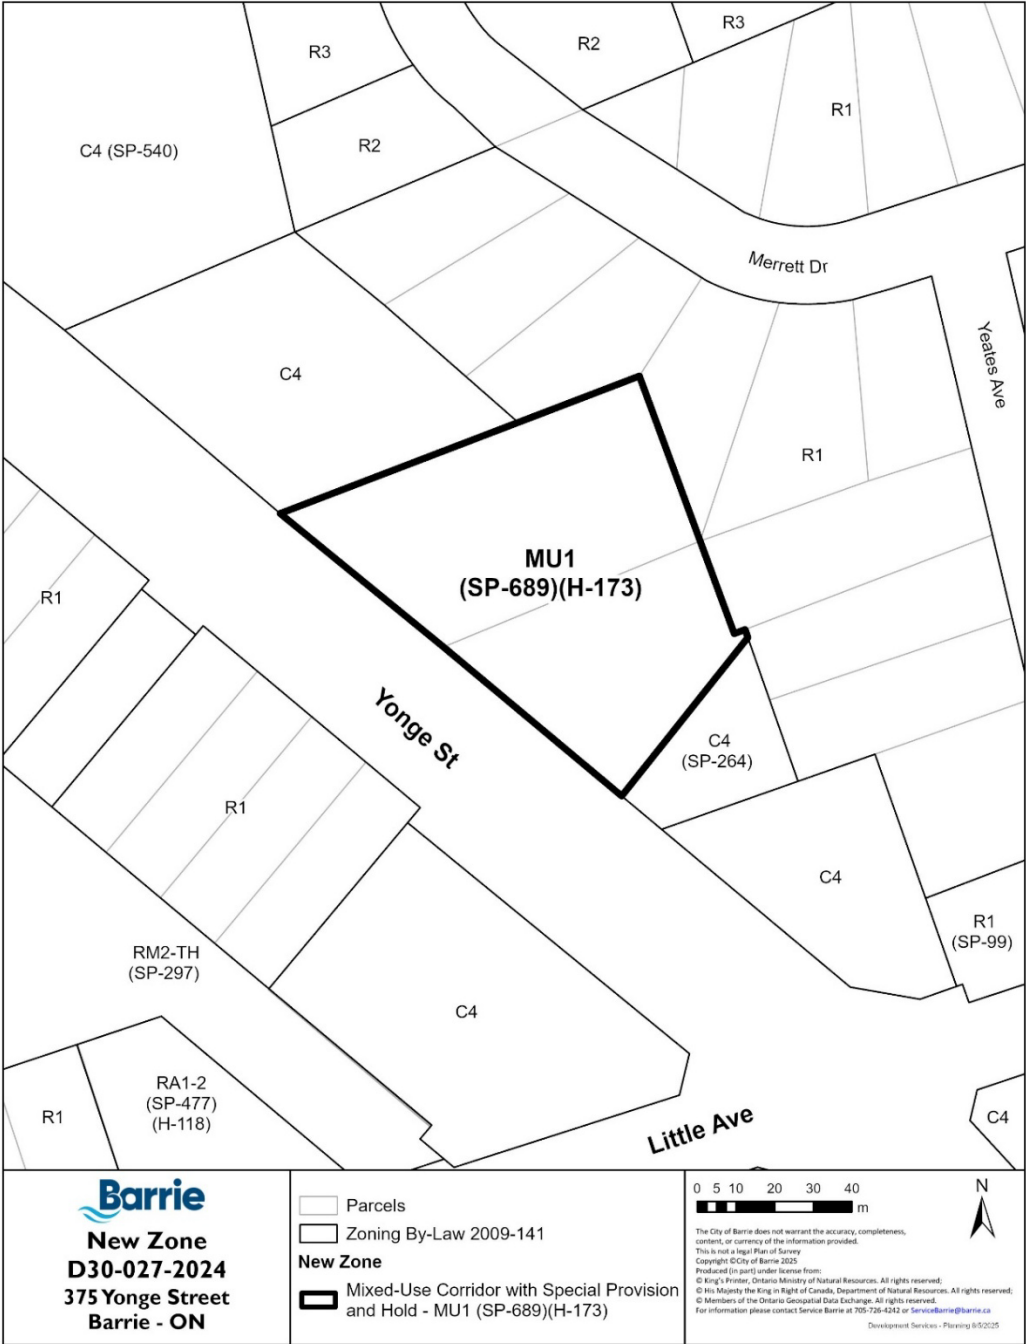 R3
R2
R3
C4 (SP-540)
R2
R1
Merrett Dr
Yeates Ave
C4
R1
MU1
(SP-689)(H-173)
R1
Yonge St
C4
(SP-264)
R1
C4
R1
(SP-99)
RM2-TH
(SP-297)
C4
RA1-2
(SP-477)
(H-118)
R1
C4
Little Ave
Barrie
New Zone
D30-027-2024
375 Yonge Street
Barrie - ON
Parcels
Zoning By-Law 2009-141
New Zone
Mixed-Use Corridor with Special Provision
and Hold - MU1 (SP-689)(H-173)
0 5 10 20 30 40
m
N
The City of Barrie does not warrant the accuracy, completeness,
content, or currency of the information provided.
This is not a legal Plan of Survey
Copyright ©City of Barrie 2025
Produced (in part) under license from:
© King's Printer, Ontario Ministry of Natural Resources. All rights reserved;
© His Majesty the King in Right of Canada, Department of Natural Resources. All rights reserved;
© Members of the Ontario Geospatial Data Exchange. All rights reserved.
For information please contact Service Barrie at 705-726-4242 or ServiceBarrie@barrie.ca
Development Services - Planning 6/5/2025